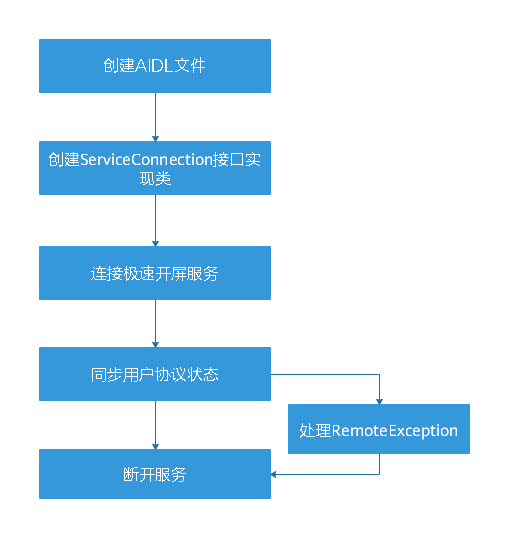 创建AIDL文件
创建ServiceConnection接口实
现类
连接极速开屏服务
同步用户协议状态
处理RemoteException
断开服务